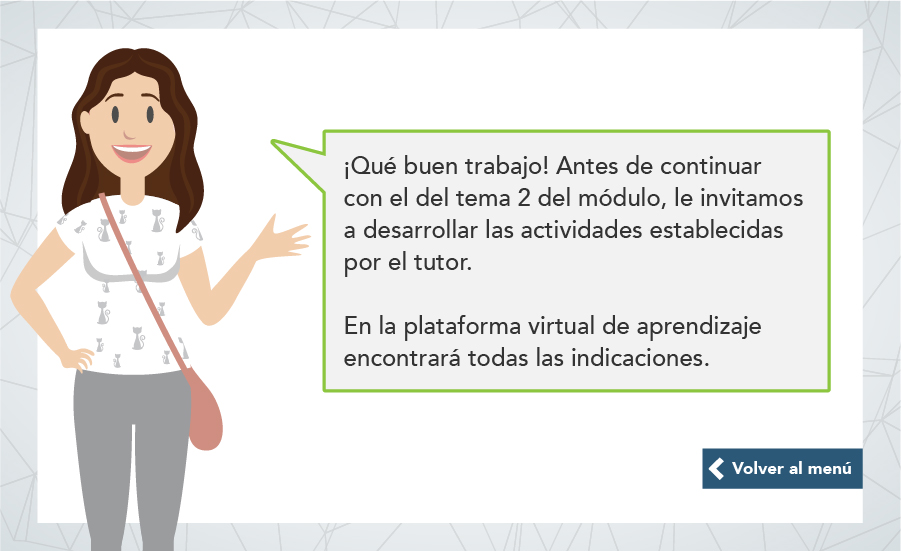 ¡Qué buen trabajo! Antes de continuar
con el del tema 2 del módulo, le invitamos
a desarrollar las actividades establecidas
por el tutor.
En la plataforma virtual de aprendizaje
encontrará todas las indicaciones.
Volver al menú